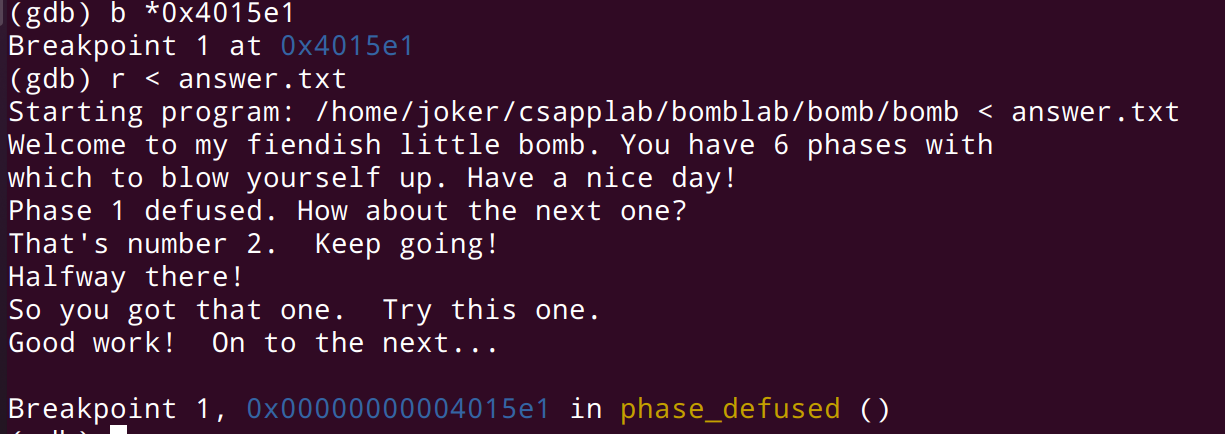 (gdb) b *0x4015e1
Breakpoint 1 at 0x4015e1
(gdb) r < answer.txt
Starting program: /home/joker/csapplab/bomblab/bomb/bomb < answer.txt
Welcome to my fiendish little bomb. You have 6 phases with
which to blow yourself up. Have a nice day!
Phase 1 defused. How about the next one?
That's number 2.  Keep going!
Halfway there!
So you got that one.  Try this one.
Good work!  On to the next...

Breakpoint 1, 0x00000000004015e1 in phase_defused ()
(gdb)